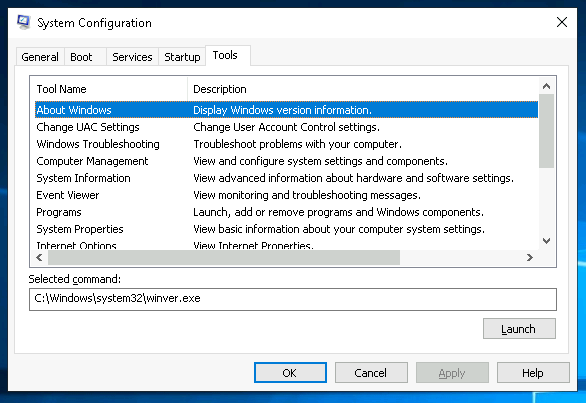 System Configuration
General Boot Services Startup Tools
Tool Name Description
About Windows Display Windows version information.
Change UAC Settings Change User Account Control settings.
Windows Troubleshooting Troubleshoot problems with your computer.
Computer Management View and configure system settings and components.
System Information View advanced information about hardware and software settings.
Event Viewer View monitoring and troubleshooting messages.
Programs Launch, add or remove programs and Windows components.
System Properties View basic information about your computer system settings.
Internet Options View Internet Properties.
Selected command:
C:\Windows\system32\winver.exe
Launch
OK Cancel Apply Help